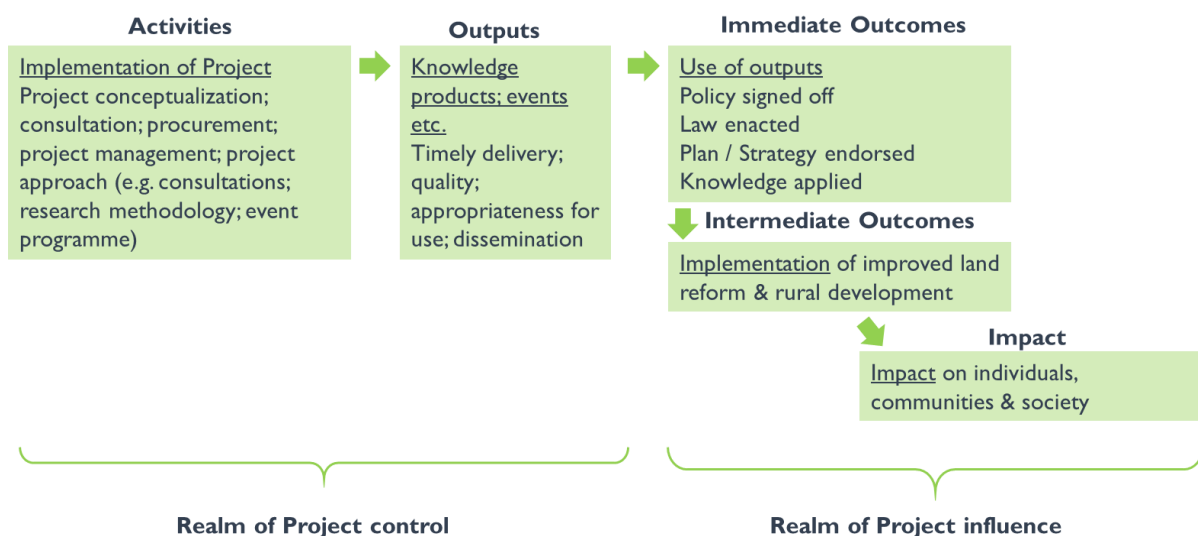 Activities
Implementation of Project
Project conceptualization;
consultation; procurement;
project management; project
approach (e.g. consultations;
research methodology; event
programme)
Outputs
Knowledge
products; events
etc.
Timely delivery;
quality;
appropriateness for
use; dissemination
Immediate Outcomes
Use of outputs
Policy signed off
Law enacted
Plan / Strategy endorsed
Knowledge applied
Intermediate Outcomes
Implementation of improved land
reform & rural development
Impact
Impact on individuals,
communities & society
Realm of Project control
Realm of Project influence